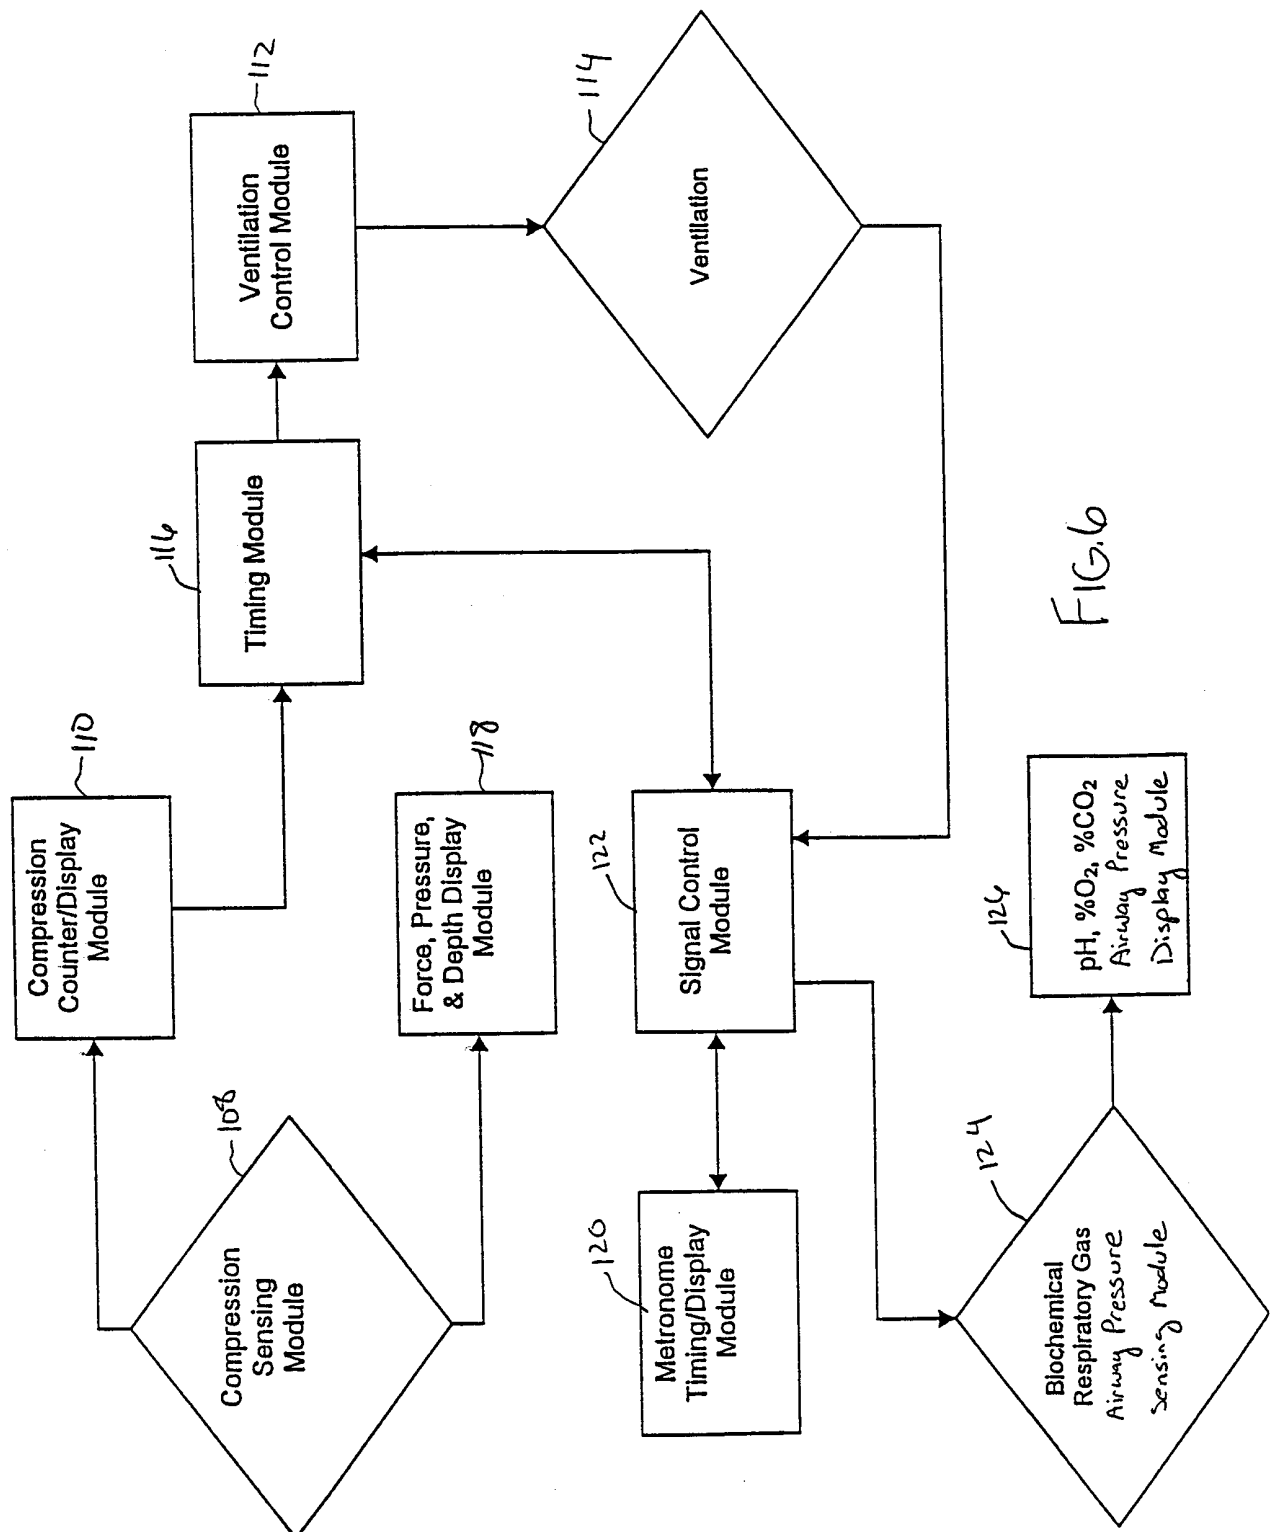 Compression
Counter/Display
Module
110
116
Timing Module
112
Ventilation
Control Module
108
Compression
Sensing
Module
118
Force, Pressure,
& Depth Display
Module
114
Ventilation
120
Metronome
Timing/Display
Module
122
Signal Control
Module
124
Biochemical
Respiratory Gas
Airway Pressure
sensing Module
126
pH, %O2, %CO2
Airway Pressure
Display Module
FIG.6